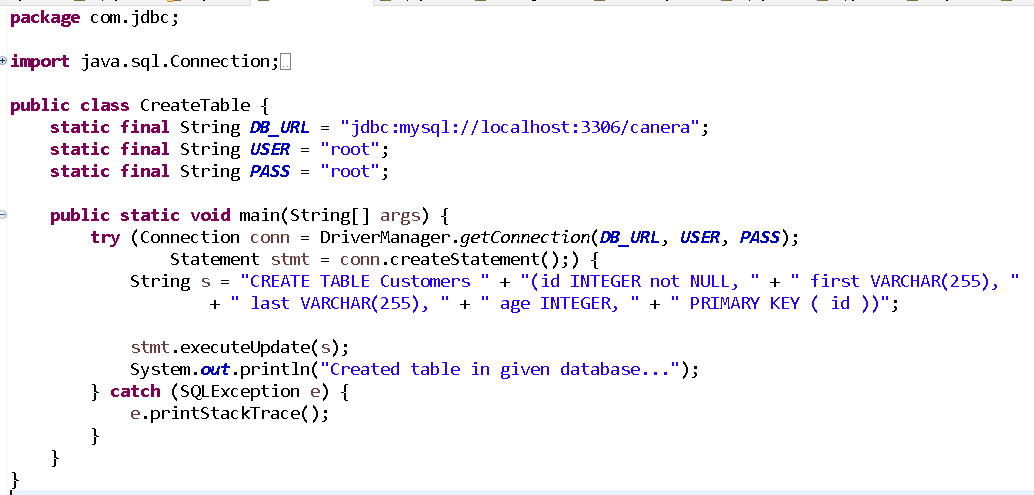 package com.jdbc;
import java.sql.Connection;
public class CreateTable {
static final String DB_URL = "jdbc:mysql://localhost:3306/canera";
static final String USER = "root";
static final String PASS = "root";
public static void main(String[] args) {
try (Connection conn = DriverManager.getConnection(DB_URL, USER, PASS);
Statement stmt = conn.createStatement();) {
String s = "CREATE TABLE Customers " + "(id INTEGER not NULL, " + " first VARCHAR(255), "
+ " last VARCHAR(255), " + " age INTEGER, " + " PRIMARY KEY ( id ))";
stmt.executeUpdate(s);
System.out.println("Created table in given database...");
} catch (SQLException e) {
e.printStackTrace();
}
}
}